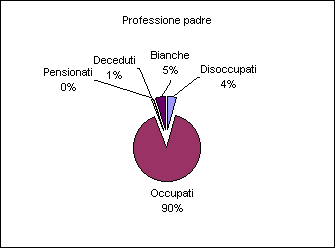 Professione padre
Bianche
5%
Deceduti
1%
Pensionati
0%
Disoccupati
4%
Occupati
90%